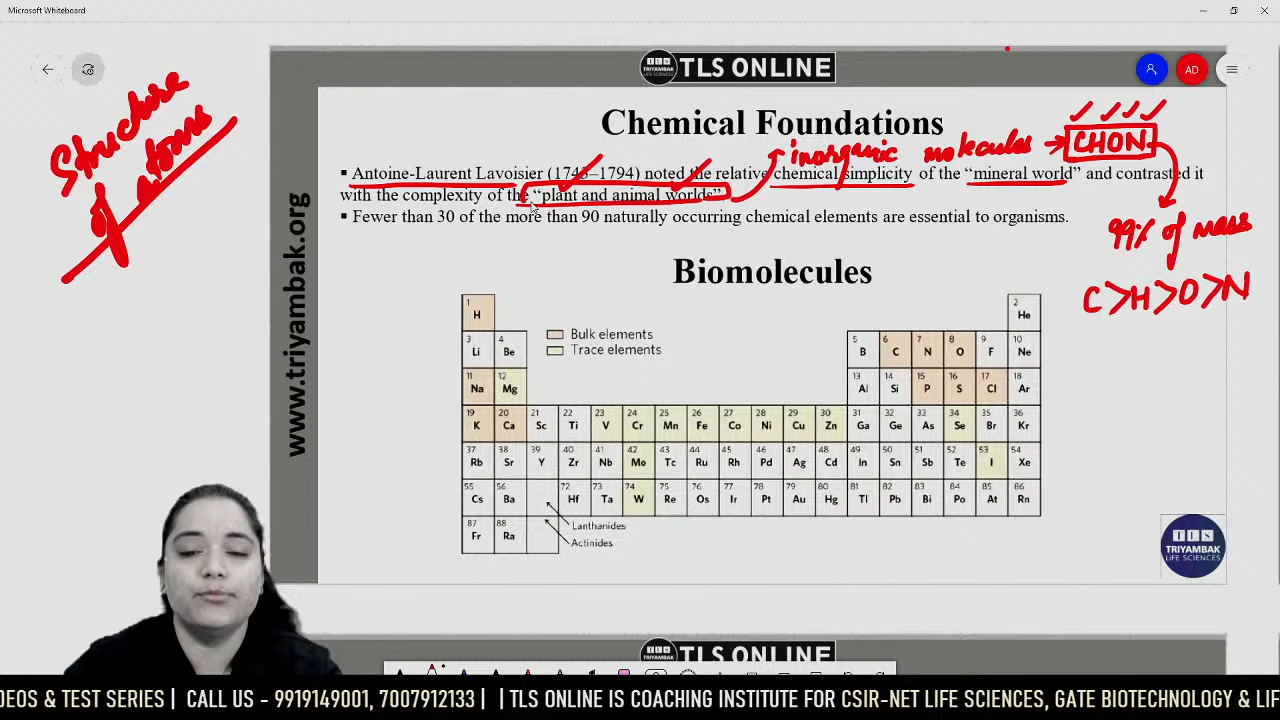 Microsoft Whiteboard
AD
TLS ONLINE
TRIYAMBAK
LIFE SCIENCES
Structure
of atoms
Chemical Foundations
inorganic molecules → CHON
▪ Antoine-Laurent Lavoisier (1743–1794) noted the relative chemical simplicity of the “mineral world” and contrasted it
with the complexity of the “plant and animal worlds”
▪ Fewer than 30 of the more than 90 naturally occurring chemical elements are essential to organisms.
99% of mass
C>H>O>N
www.triyambak.org
Biomolecules
Bulk elements
Trace elements
1 2
H He
3 4 5 6 7 8 9 10
Li Be B C N O F Ne
11 12 13 14 15 16 17 18
Na Mg Al Si P S Cl Ar
19 20 21 22 23 24 25 26 27 28 29 30 31 32 33 34 35 36
K Ca Sc Ti V Cr Mn Fe Co Ni Cu Zn Ga Ge As Se Br Kr
37 38 39 40 41 42 43 44 45 46 47 48 49 50 51 52 53 54
Rb Sr Y Zr Nb Mo Tc Ru Rh Pd Ag Cd In Sn Sb Te I Xe
55 56 72 73 74 75 76 77 78 79 80 81 82 83 84 85 86
Cs Ba Hf Ta W Re Os Ir Pt Au Hg Tl Pb Bi Po At Rn
87 88
Fr Ra
Lanthanides
Actinides
TLS
TRIYAMBAK
LIFE SCIENCES
TLS ONLINE
DEOS & TEST SERIES | CALL US - 9919149001, 7007912133 | | TLS ONLINE IS COACHING INSTITUTE FOR CSIR-NET LIFE SCIENCES, GATE BIOTECHNOLOGY & LI